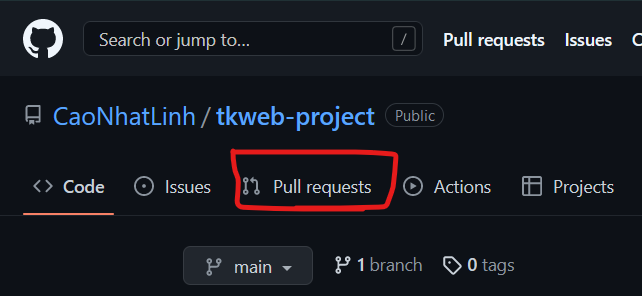 Search or jump to... / Pull requests Issues
CaoNhatLinh / tkweb-project Public
Code Issues Pull requests Actions Projects
main 1 branch 0 tags